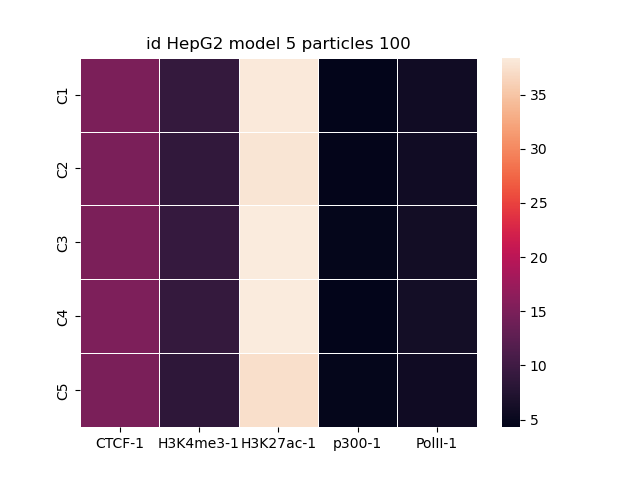 id HepG2 model 5 particles 100
C1
C2
C3
C4
C5
CTCF-1 H3K4me3-1 H3K27ac-1 p300-1 PolII-1
35
30
25
20
15
10
5